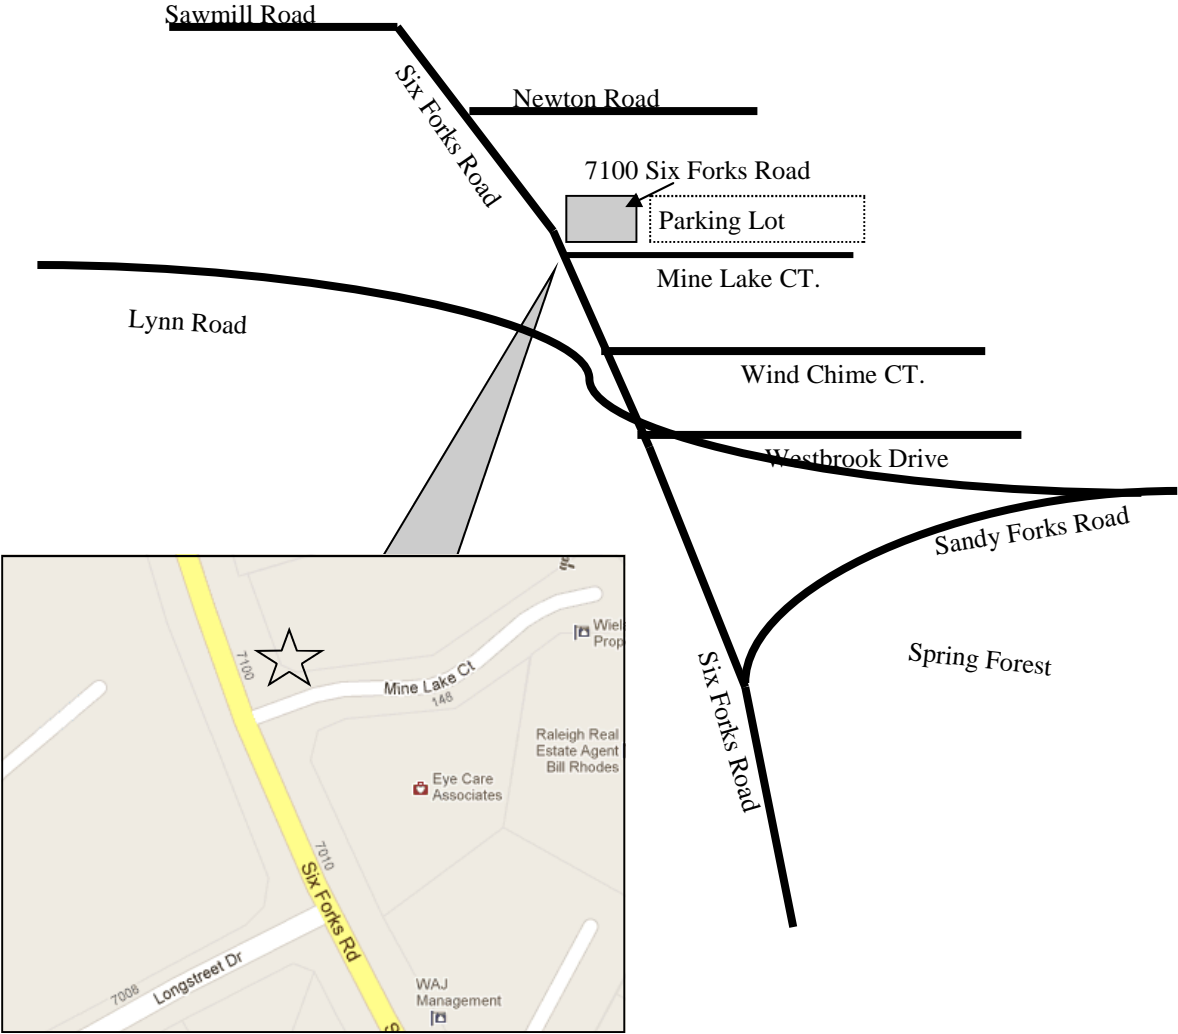 Sawmill Road
Six Forks Road
Newton Road
7100 Six Forks Road
Parking Lot
Mine Lake CT.
Lynn Road
Wind Chime CT.
Westbrook Drive
Sandy Forks Road
Spring Forest
Six Forks Road
7100
Mine Lake Ct
146
Raleigh Real
Estate Agent
Bill Rhodes
Eye Care
Associates
7010
Six Forks Rd
Longstreet Dr
7008
WAJ
Management